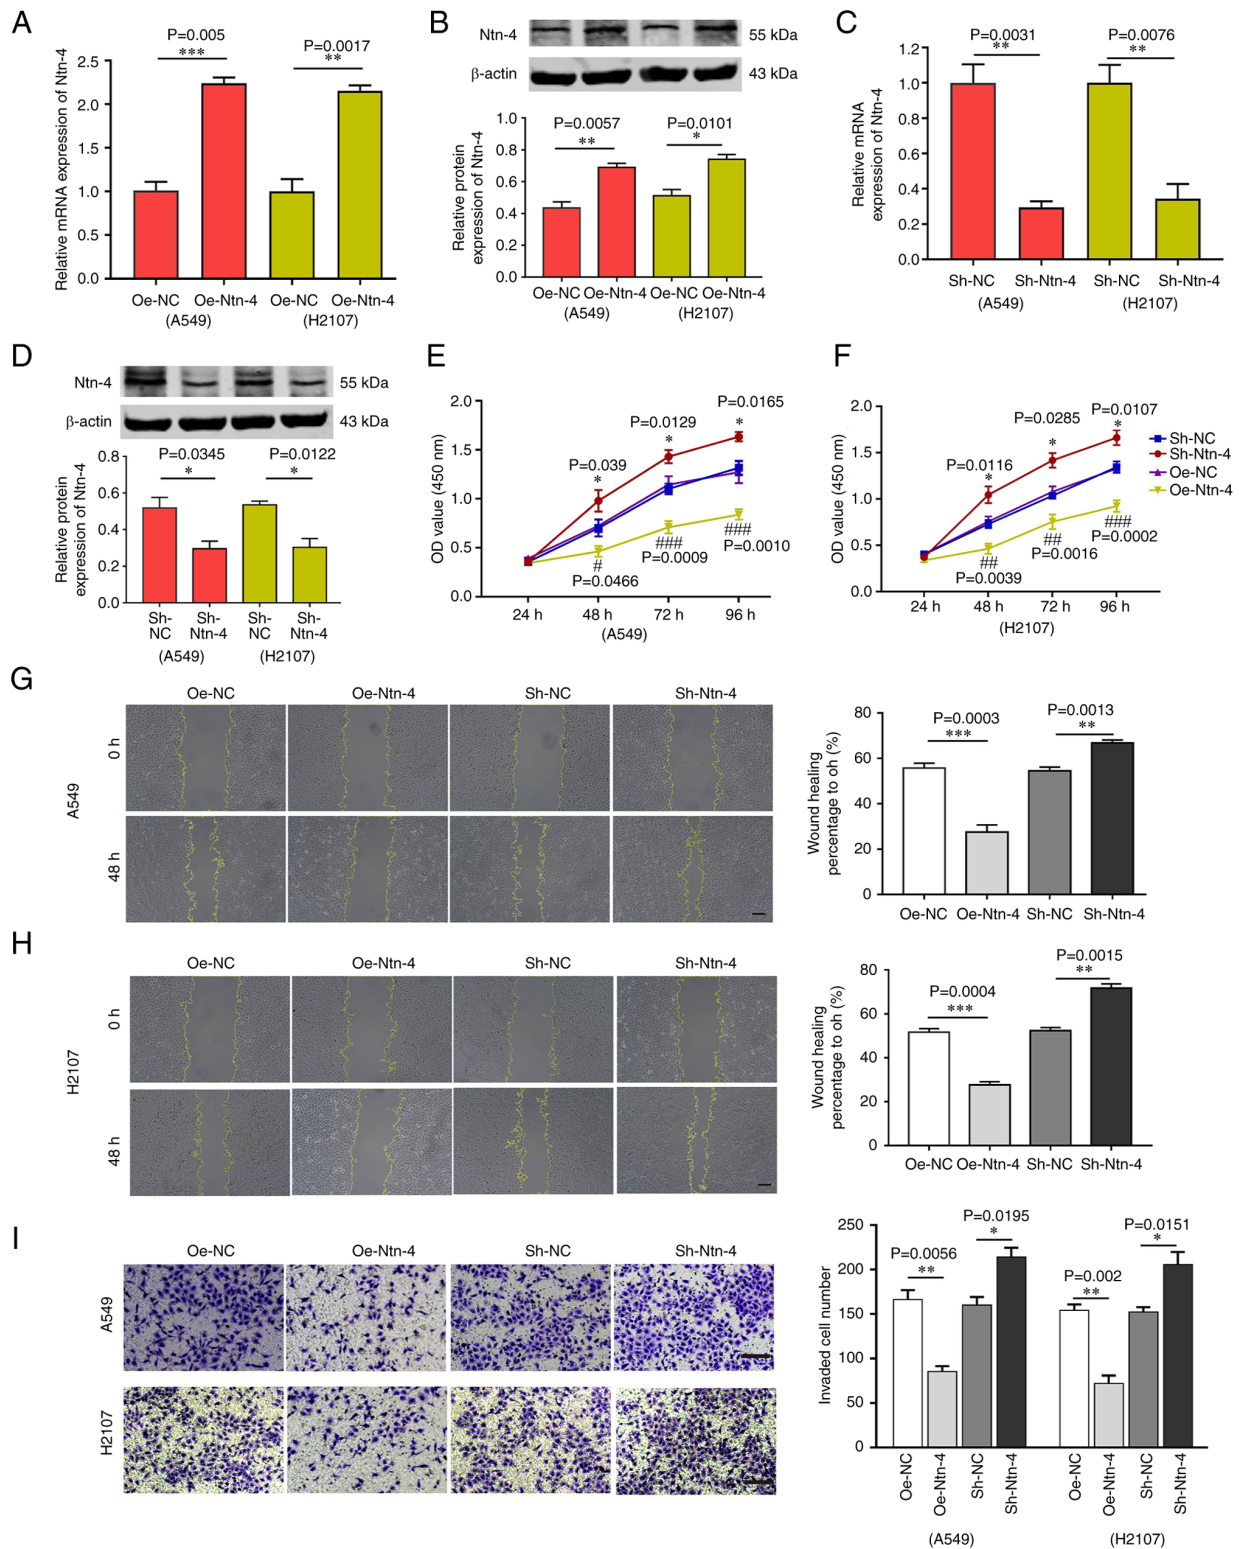 A
P=0.005
***
P=0.0017
**
Relative mRNA expression of Ntn-4
2.5
2.0
1.5
1.0
0.5
0.0
Oe-NC Oe-Ntn-4 Oe-NC Oe-Ntn-4
(A549) (H2107)
B
Ntn-4 55 kDa
β-actin 43 kDa
Relative protein
expression of Ntn-4
1.0
0.8
0.6
0.4
0.2
0.0
P=0.0057
**
P=0.0101
*
Oe-NC Oe-Ntn-4 Oe-NC Oe-Ntn-4
(A549) (H2107)
C
P=0.0031
**
P=0.0076
**
Relative mRNA
expression of Ntn-4
1.2
1.0
0.8
0.6
0.4
0.2
0.0
Sh-NC Sh-Ntn-4 Sh-NC Sh-Ntn-4
(A549) (H2107)
D
Ntn-4 55 kDa
β-actin 43 kDa
Relative protein
expression of Ntn-4
0.8
0.6
0.4
0.2
0.0
P=0.0345
*
P=0.0122
*
Sh-NC Sh-Ntn-4 Sh-NC Sh-Ntn-4
(A549) (H2107)
E
OD value (450 nm)
2.0
1.5
1.0
0.5
0.0
P=0.039
*
P=0.0129
*
P=0.0165
*
#
P=0.0466
###
P=0.0009
###
P=0.0010
24 h 48 h 72 h 96 h
(A549)
F
OD value (450 nm)
2.0
1.5
1.0
0.5
0.0
P=0.0116
*
P=0.0285
*
P=0.0107
*
##
P=0.0039
##
P=0.0016
###
P=0.0002
24 h 48 h 72 h 96 h
(H2107)
Sh-NC
Sh-Ntn-4
Oe-NC
Oe-Ntn-4
G
Oe-NC Oe-Ntn-4 Sh-NC Sh-Ntn-4
A549
0 h
48 h
Wound healing
percentage to oh (%)
80
60
40
20
0
P=0.0003
***
P=0.0013
**
Oe-NC Oe-Ntn-4 Sh-NC Sh-Ntn-4
H
Oe-NC Oe-Ntn-4 Sh-NC Sh-Ntn-4
H2107
0 h
48 h
Wound healing
percentage to oh (%)
80
60
40
20
0
P=0.0004
***
P=0.0015
**
Oe-NC Oe-Ntn-4 Sh-NC Sh-Ntn-4
I
Oe-NC Oe-Ntn-4 Sh-NC Sh-Ntn-4
A549
H2107
Invaded cell number
250
200
150
100
50
0
P=0.0056
**
P=0.0195
*
P=0.002
**
P=0.0151
*
Oe-NC Oe-Ntn-4 Sh-NC Sh-Ntn-4 Oe-NC Oe-Ntn-4 Sh-NC Sh-Ntn-4
(A549) (H2107)